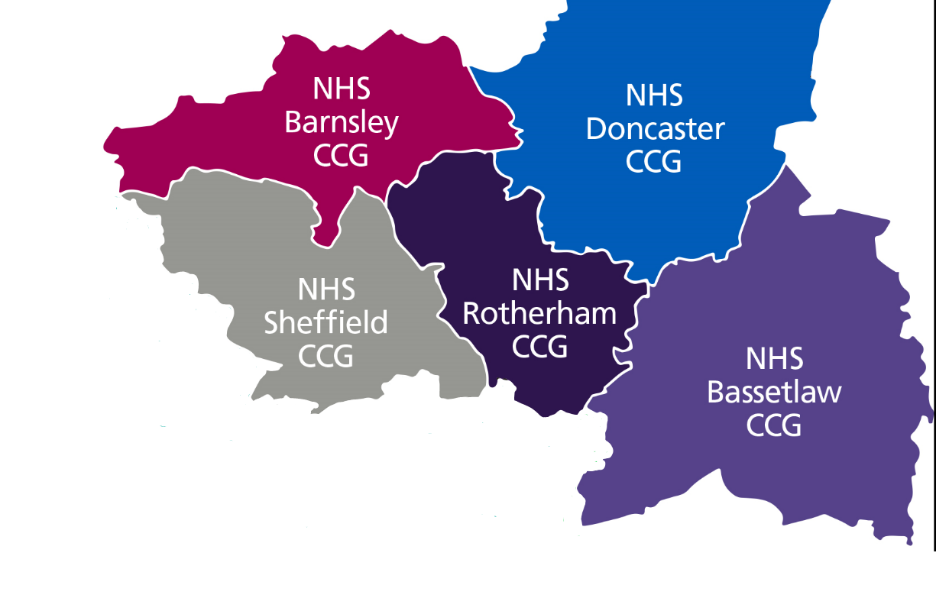 NHS
Barnsley
CCG
NHS
Doncaster
CCG
NHS
Sheffield
CCG
NHS
Rotherham
CCG
NHS
Bassetlaw
CCG